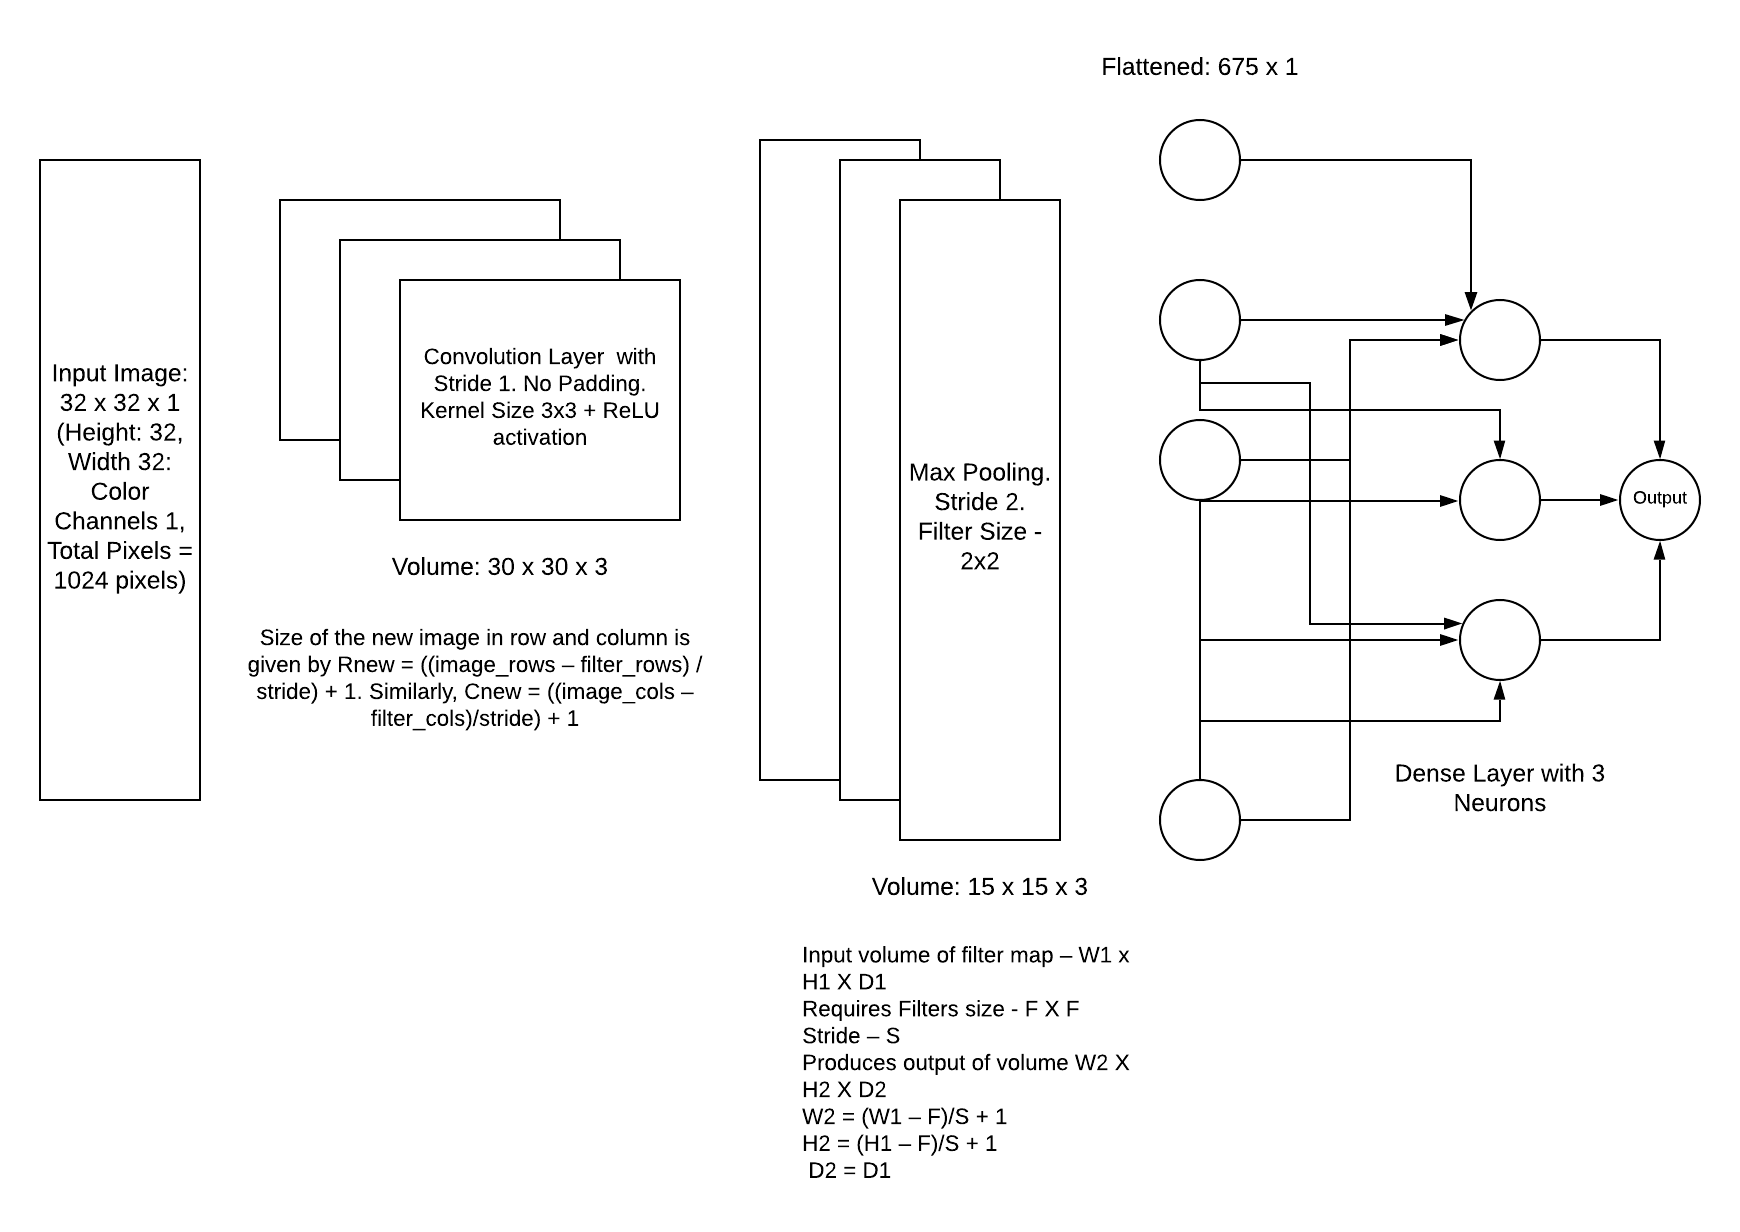 Flattened: 675 x 1
Input Image:
32 x 32 x 1
(Height: 32,
Width 32:
Color
Channels 1,
Total Pixels =
1024 pixels)
Convolution Layer  with
Stride 1. No Padding.
Kernel Size 3x3 + ReLU
activation
Volume: 30 x 30 x 3
Size of the new image in row and column is
given by Rnew = ((image_rows – filter_rows) /
stride) + 1. Similarly, Cnew = ((image_cols –
filter_cols)/stride) + 1
Max Pooling.
Stride 2.
Filter Size -
2x2
Volume: 15 x 15 x 3
Input volume of filter map – W1 x
H1 X D1
Requires Filters size - F X F
Stride – S
Produces output of volume W2 X
H2 X D2
W2 = (W1 – F)/S + 1
H2 = (H1 – F)/S + 1
D2 = D1
Output
Dense Layer with 3
Neurons